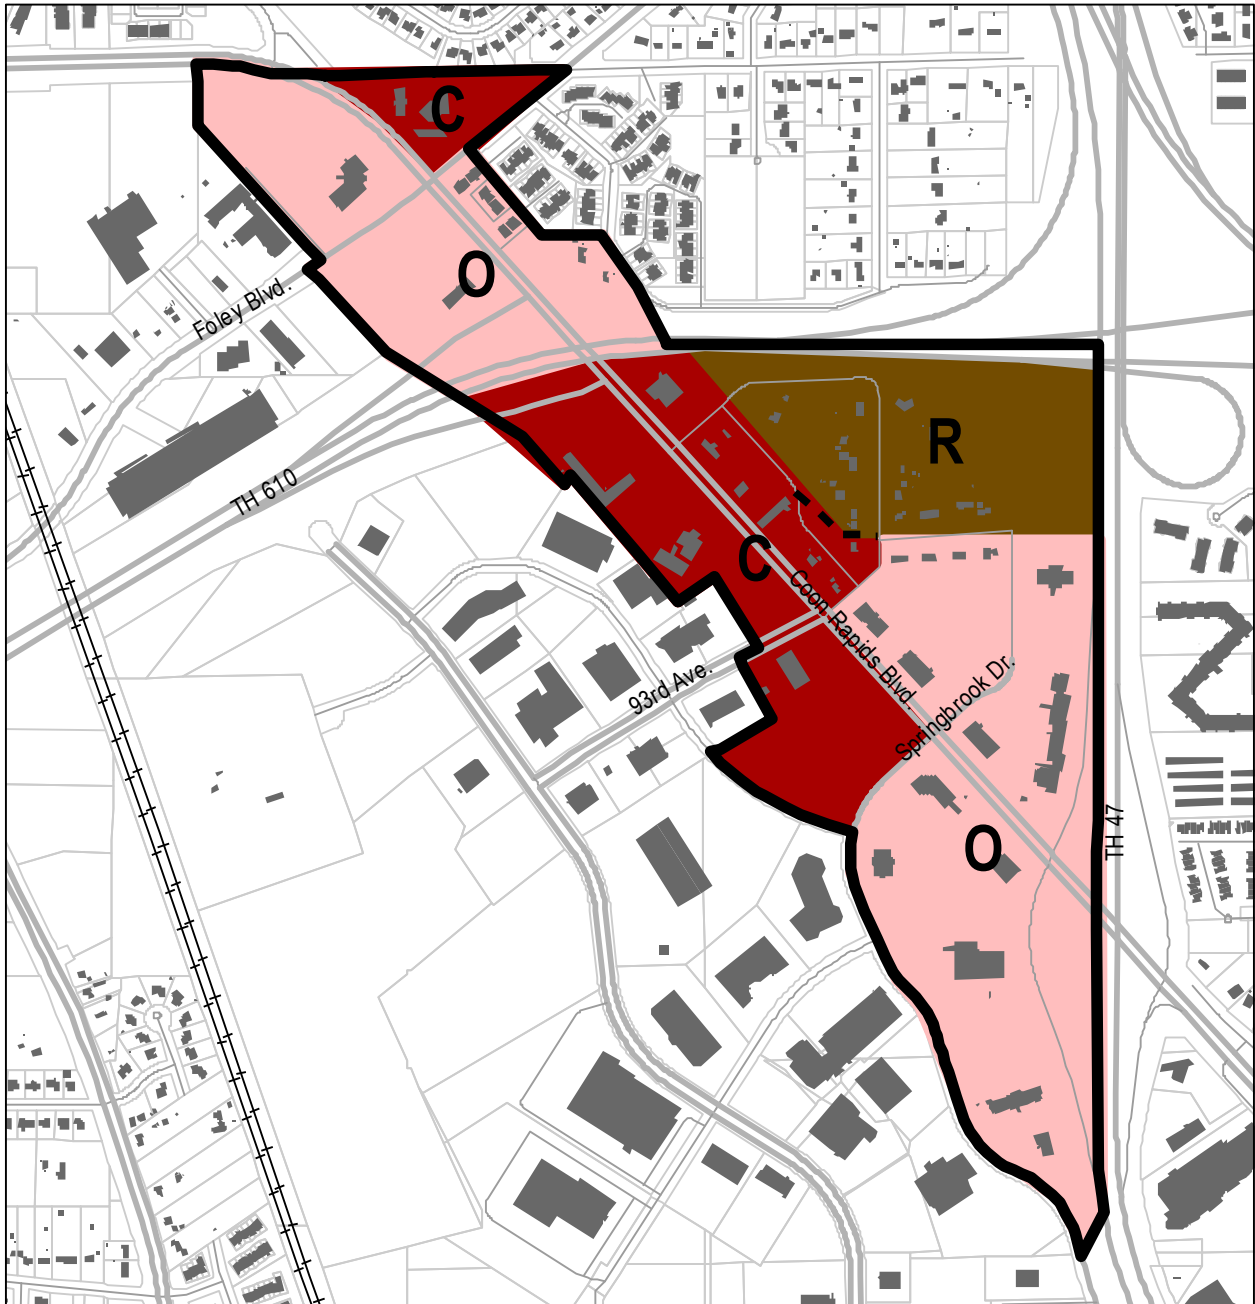 C
O
Foley Blvd.
R
TH 610
C
Coon Rapids Blvd.
93rd Ave.
Springbrook Dr.
TH 47
O